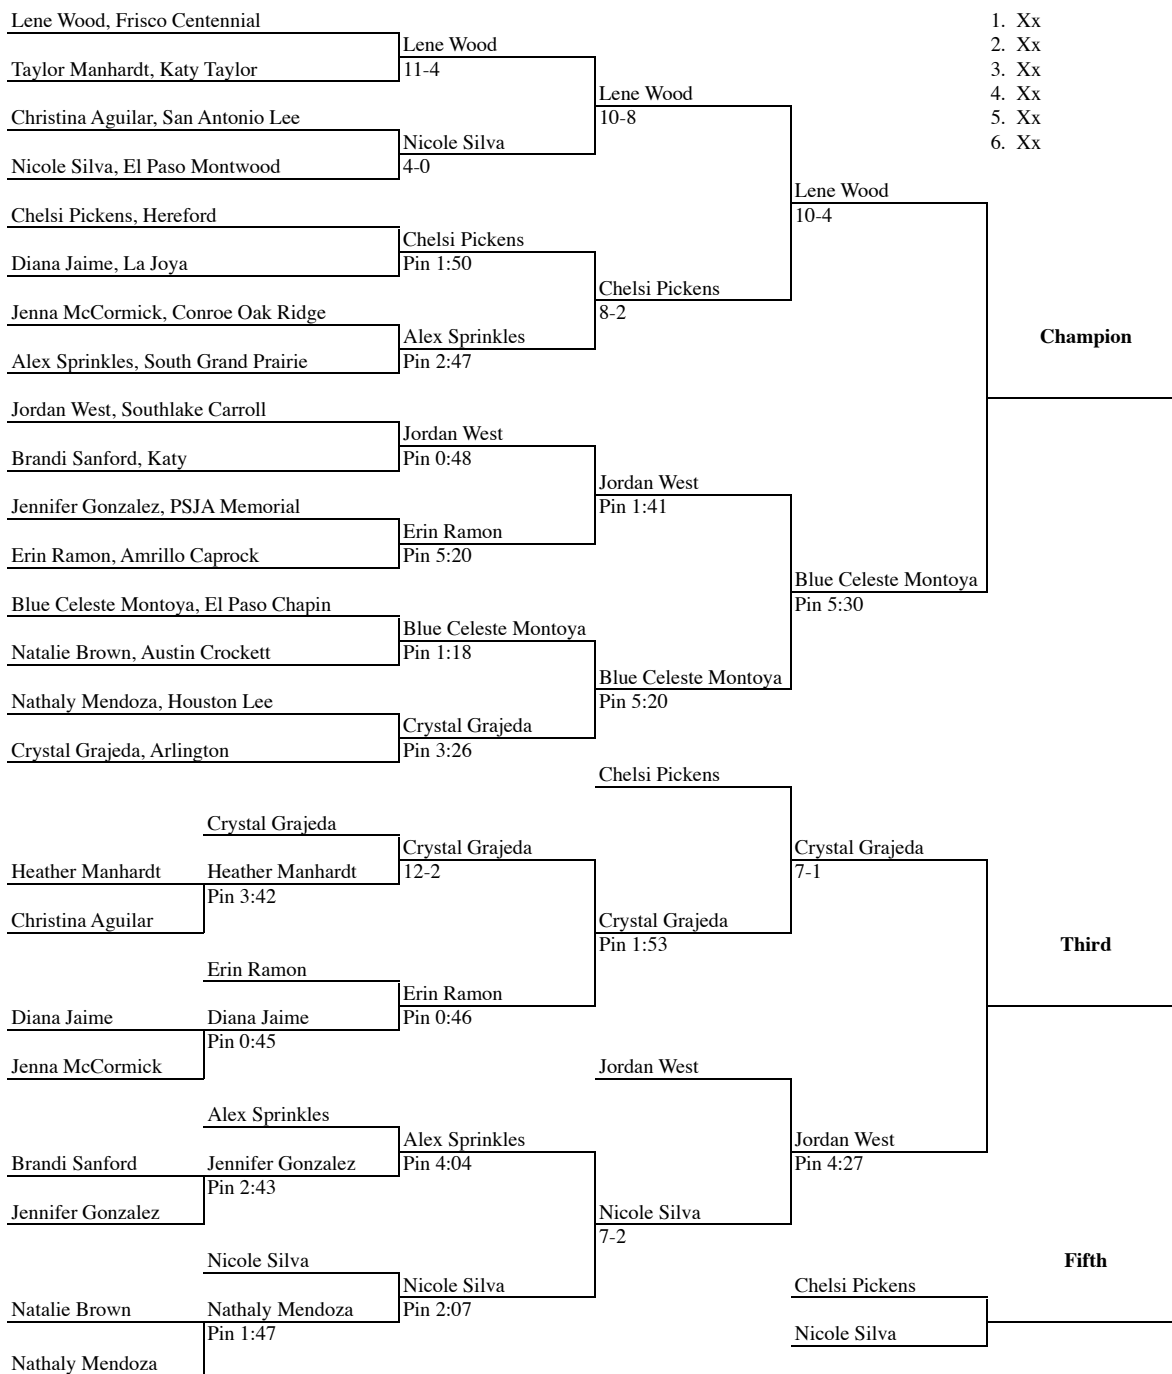 Lene Wood, Frisco Centennial
1. Xx
Lene Wood
2. Xx
Taylor Manhardt, Katy Taylor
11-4
3. Xx
Lene Wood
4. Xx
Christina Aguilar, San Antonio Lee
10-8
5. Xx
Nicole Silva
6. Xx
Nicole Silva, El Paso Montwood
4-0
Lene Wood
Chelsi Pickens, Hereford
10-4
Chelsi Pickens
Diana Jaime, La Joya
Pin 1:50
Chelsi Pickens
Jenna McCormick, Conroe Oak Ridge
8-2
Alex Sprinkles
Champion
Alex Sprinkles, South Grand Prairie
Pin 2:47
Jordan West, Southlake Carroll
Jordan West
Brandi Sanford, Katy
Pin 0:48
Jordan West
Jennifer Gonzalez, PSJA Memorial
Pin 1:41
Erin Ramon
Erin Ramon, Amrillo Caprock
Pin 5:20
Blue Celeste Montoya
Blue Celeste Montoya, El Paso Chapin
Pin 5:30
Blue Celeste Montoya
Natalie Brown, Austin Crockett
Pin 1:18
Blue Celeste Montoya
Nathaly Mendoza, Houston Lee
Pin 5:20
Crystal Grajeda
Crystal Grajeda, Arlington
Pin 3:26
Chelsi Pickens
Crystal Grajeda
Crystal Grajeda
Crystal Grajeda
Heather Manhardt
Heather Manhardt
12-2
7-1
Pin 3:42
Christina Aguilar
Crystal Grajeda
Pin 1:53
Third
Erin Ramon
Erin Ramon
Diana Jaime
Diana Jaime
Pin 0:46
Pin 0:45
Jenna McCormick
Jordan West
Alex Sprinkles
Alex Sprinkles
Jordan West
Brandi Sanford
Jennifer Gonzalez
Pin 4:04
Pin 4:27
Pin 2:43
Jennifer Gonzalez
Nicole Silva
7-2
Nicole Silva
Fifth
Nicole Silva
Chelsi Pickens
Natalie Brown
Nathaly Mendoza
Pin 2:07
Pin 1:47
Nicole Silva
Nathaly Mendoza